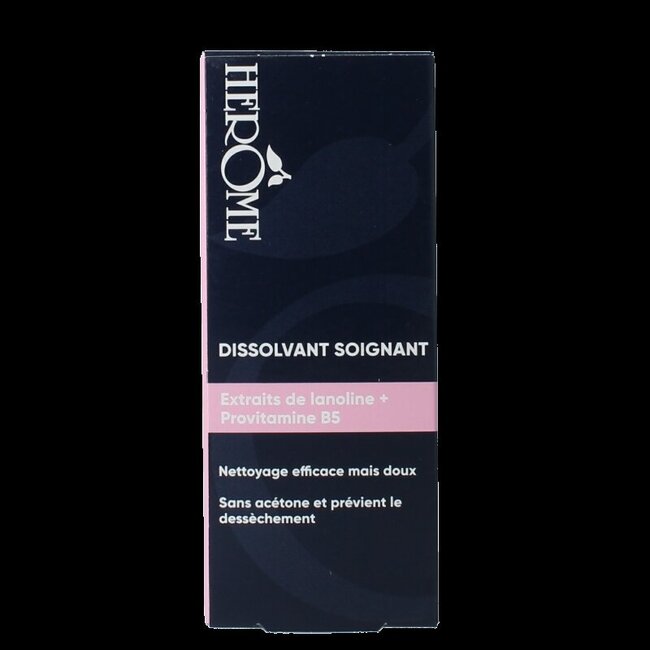 HERÔME
DISSOLVANT SOIGNANT
Extraits de lanoline +
Provitamine B5
Nettoyage efficace mais doux
Sans acétone et prévient le
dessèchement